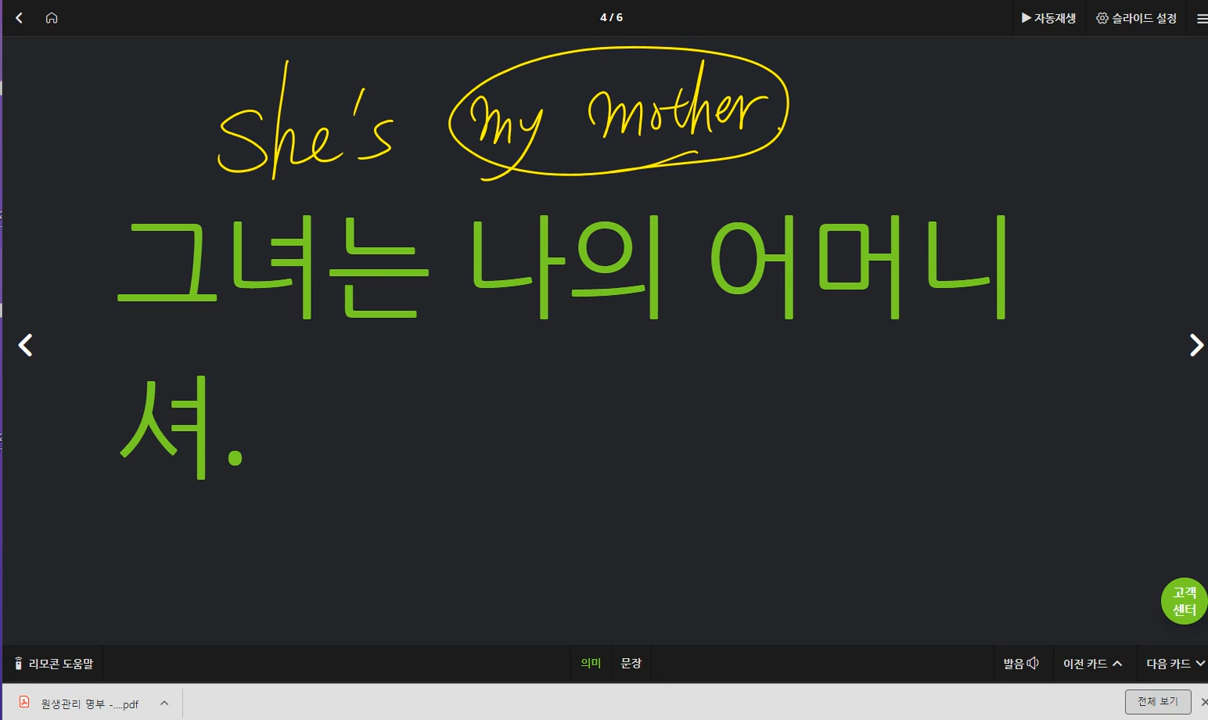 4 / 6
자동재생
슬라이드 설정
She's my mother.
그녀는 나의 어머니
셔.
고객
센터
리모콘 도움말
의미
문장
발음
이전 카드
다음 카드
원생관리 명부 -....pdf
전체 보기